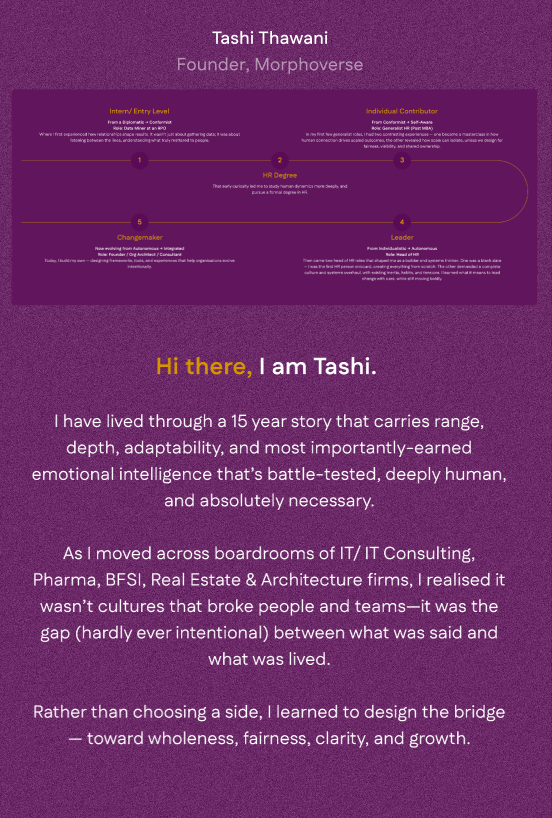 Tashi Thawani
Founder, Morphoverse
Intern/ Entry Level
From a Diplomatic → Conformist
Role: Data Miner at an BPO
Where I first experienced how relationships shape results. It wasn't just about gathering data; it was about
listening between the lines, understanding what truly mattered to people.
Individual Contributor
From Conformist → Self-Aware
Role: Generalist HR (Post MBA)
In my first few generalist roles, I had two contrasting experiences — one became a masterclass in how
human connection drives scaled outcomes, the other revealed how scale can isolate, unless we design for
fairness, visibility, and shared ownership.
1
2
3
HR Degree
That early curiosity led me to study human dynamics more deeply, and
pursue a formal degree in HR.
5
4
Changemaker
Now evolving from Autonomous → Integrated
Role: Founder / Org Architect / Consultant
Today, I build my own — designing frameworks, tools, and experiences that help organisations evolve
intentionally.
Leader
From Individualistic → Autonomous
Role: Head of HR
Then came two head of HR roles that shaped me as a builder and systems thinker. One was a blank slate
– I was the first HR person onboard, creating everything from scratch. The other demanded a complete
culture and systems overhaul, with existing merits, habits, and tensions. I learned what it means to lead
change with care, while still moving boldly.
Hi there, I am Tashi.
I have lived through a 15 year story that carries range,
depth, adaptability, and most importantly-earned
emotional intelligence that's battle-tested, deeply human,
and absolutely necessary.
As I moved across boardrooms of IT/ IT Consulting,
Pharma, BFSI, Real Estate & Architecture firms, I realised it
wasn't cultures that broke people and teams—it was the
gap (hardly ever intentional) between what was said and
what was lived.
Rather than choosing a side, I learned to design the bridge
— toward wholeness, fairness, clarity, and growth.